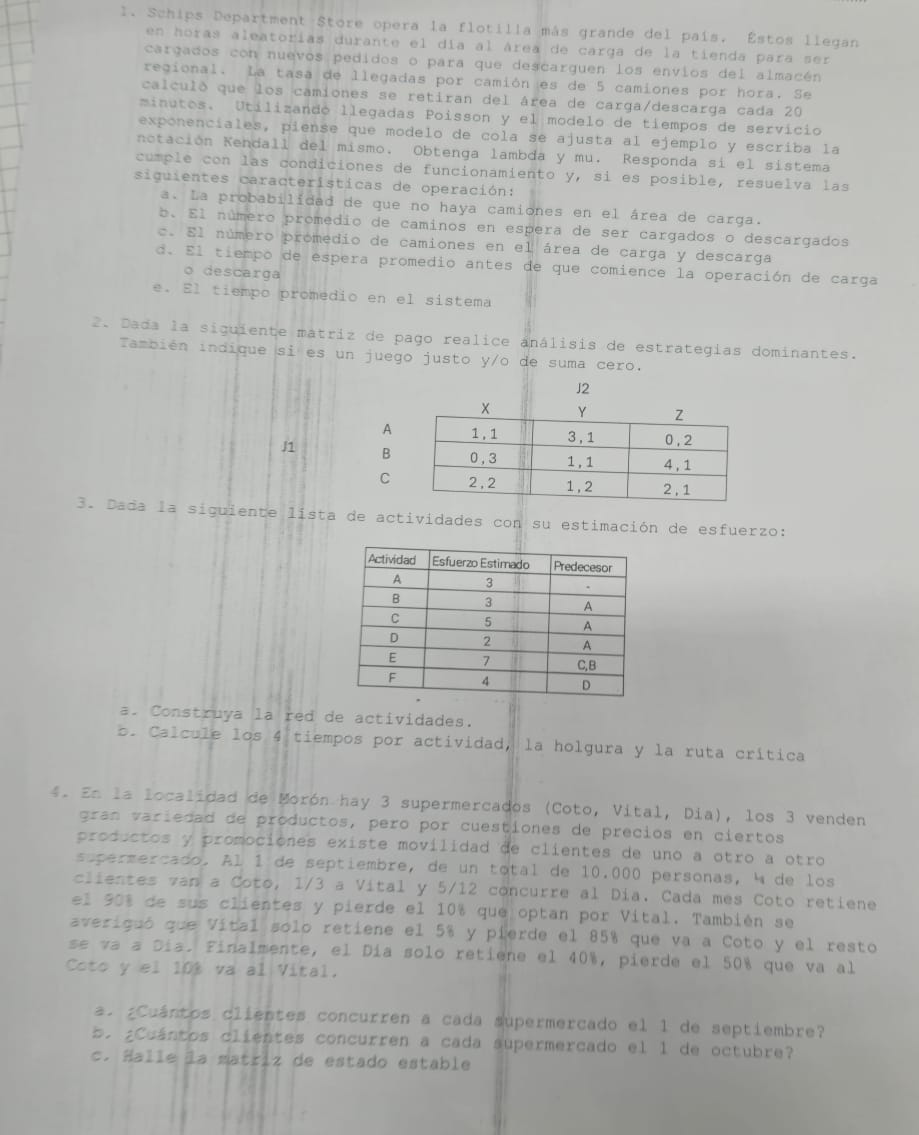 1. Schips Department Store opera la flotilla más grande del país. Éstos llegan
en horas aleatorias durante el día al área de carga de la tienda para ser
cargados con nuevos pedidos o para que descarguen los envíos del almacén
regional. La tasa de llegadas por camión es de 5 camiones por hora. Se
calculó que los camiones se retiran del área de carga/descarga cada 20
minutos. Utilizando llegadas Poisson y el modelo de tiempos de servicio
exponenciales, piense que modelo de cola se ajusta al ejemplo y escriba la
notación Kendall del mismo. Obtenga lambda y mu. Responda si el sistema
cumple con las condiciones de funcionamiento y, si es posible, resuelva las
siguientes características de operación:
a. La probabilidad de que no haya camiones en el área de carga.
b. El número promedio de caminos en espera de ser cargados o descargados
c. El número promedio de camiones en el área de carga y descarga
d. El tiempo de espera promedio antes de que comience la operación de carga
o descarga
e. El tiempo promedio en el sistema
2. Dada la siguiente matriz de pago realice análisis de estrategias dominantes.
También indique si es un juego justo y/o de suma cero.
J2
X Y Z
A 1,1 3,1 0,2
J1 B 0,3 1,1 4,1
C 2,2 1,2 2,1
3. Dada la siguiente lista de actividades con su estimación de esfuerzo:
Actividad Esfuerzo Estimado Predecesor
A 3 -
B 3 A
C 5 A
D 2 A
E 7 C,B
F 4 D
a. Construya la red de actividades.
b. Calcule los 4 tiempos por actividad, la holgura y la ruta crítica
4. En la localidad de Morón hay 3 supermercados (Coto, Vital, Dia), los 3 venden
gran variedad de productos, pero por cuestiones de precios en ciertos
productos y promociones existe movilidad de clientes de uno a otro a otro
supermercado. Al 1 de septiembre, de un total de 10.000 personas, ¼ de los
clientes van a Coto, 1/3 a Vital y 5/12 concurre al Dia. Cada mes Coto retiene
el 90% de sus clientes y pierde el 10% que optan por Vital. También se
averiguó que Vital solo retiene el 5% y pierde el 85% que va a Coto y el resto
se va a Dia. Finalmente, el Dia solo retiene el 40%, pierde el 50% que va al
Coto y el 10% va al Vital.
a. ¿Cuántos clientes concurren a cada supermercado el 1 de septiembre?
b. ¿Cuántos clientes concurren a cada supermercado el 1 de octubre?
c. Halle la matriz de estado estable